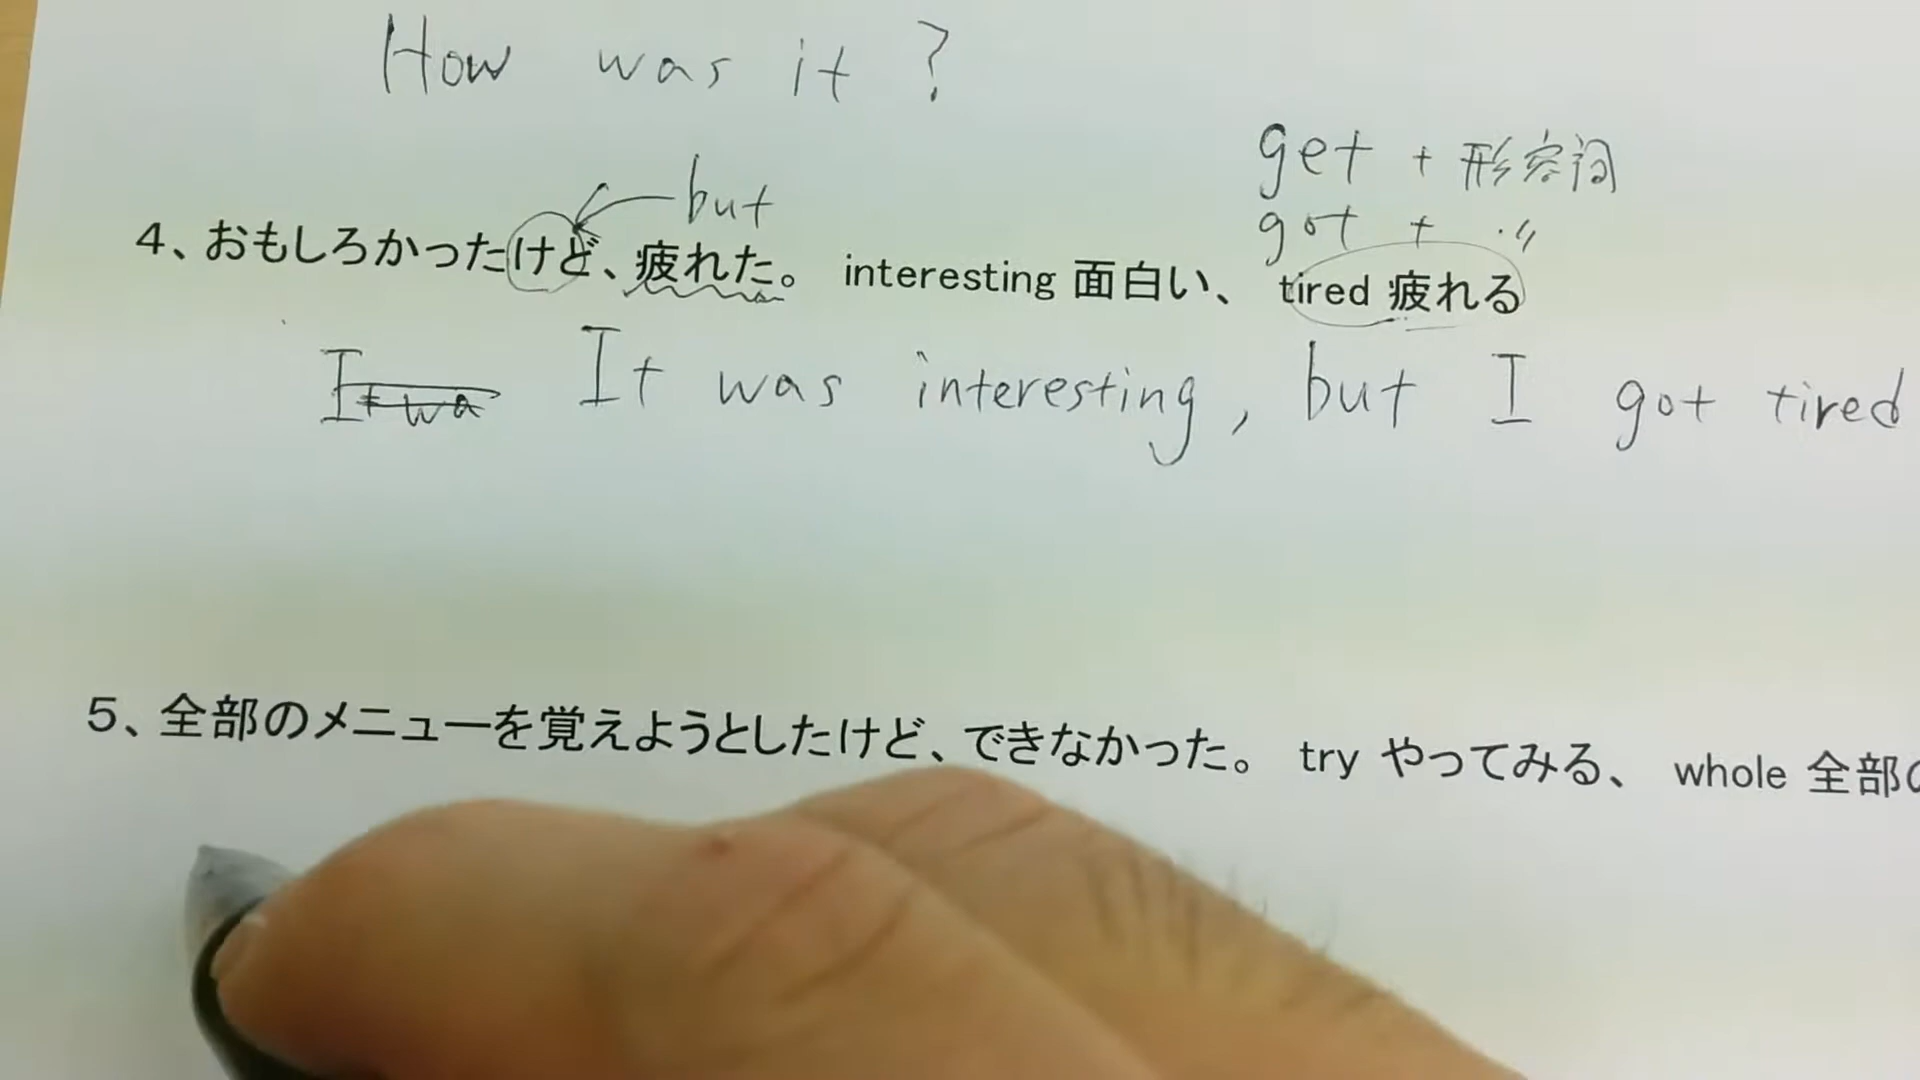 How was it ?
get + 形容詞
but
got + 〃
4、おもしろかったけど、疲れた。 interesting 面白い、 tired 疲れる
It wa It was interesting, but I got tired
5、全部のメニューを覚えようとしたけど、できなかった。 try やってみる、 whole 全部の